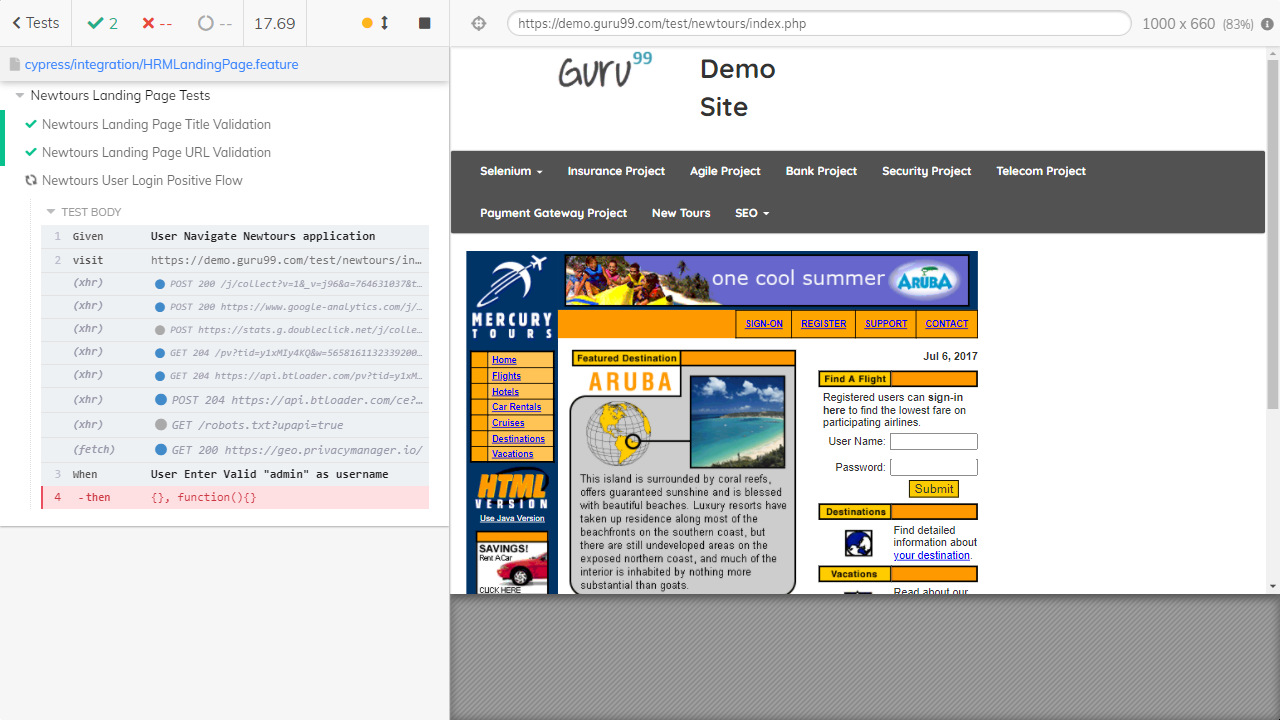 Tests
2
--
--
17.69
https://demo.guru99.com/test/newtours/index.php
1000 x 660 (83%)
cypress/integration/HRMLandingPage.feature
Newtours Landing Page Tests
Newtours Landing Page Title Validation
Newtours Landing Page URL Validation
Newtours User Login Positive Flow
TEST BODY
1 Given User Navigate Newtours application
2 visit https://demo.guru99.com/test/newtours/in…
(xhr) POST 200 /j/collect?v=1&_v=j96&a=764631037&t…
(xhr) POST 200 https://www.google-analytics.com/j/…
(xhr) POST https://stats.g.doubleclick.net/j/colle…
(xhr) GET 204 /pv?tid=y1xMIy4KQ&w=5658161132339200…
(xhr) GET 204 https://api.btloader.com/pv?tid=y1xM…
(xhr) POST 204 https://api.btloader.com/ce?…
(xhr) GET /robots.txt?upapi=true
(fetch) GET 200 https://geo.privacymanager.io/
3 When User Enter Valid "admin" as username
4 -then {}, function(){}
Guru99
Demo
Site
Selenium Insurance Project Agile Project Bank Project Security Project Telecom Project
Payment Gateway Project New Tours SEO
MERCURY
TOURS
one cool summer ARUBA
SIGN-ON REGISTER SUPPORT CONTACT
Home
Flights
Hotels
Car Rentals
Cruises
Destinations
Vacations
HTML
VERSION
Use Java Version
SAVINGS!
Rent A Car
CLICK HERE
Featured Destination
ARUBA
This island is surrounded by coral reefs,
offers guaranteed sunshine and is blessed
with beautiful beaches. Luxury resorts have
taken up residence along most of the
beachfronts on the southern coast, but
there are still undeveloped areas on the
exposed northern coast, and much of the
interior is inhabited by nothing more
substantial than goats.
Jul 6, 2017
Find A Flight
Registered users can sign-in
here to find the lowest fare on
participating airlines.
User Name:
Password:
Submit
Destinations
Find detailed
information about
your destination.
Vacations
Read about our